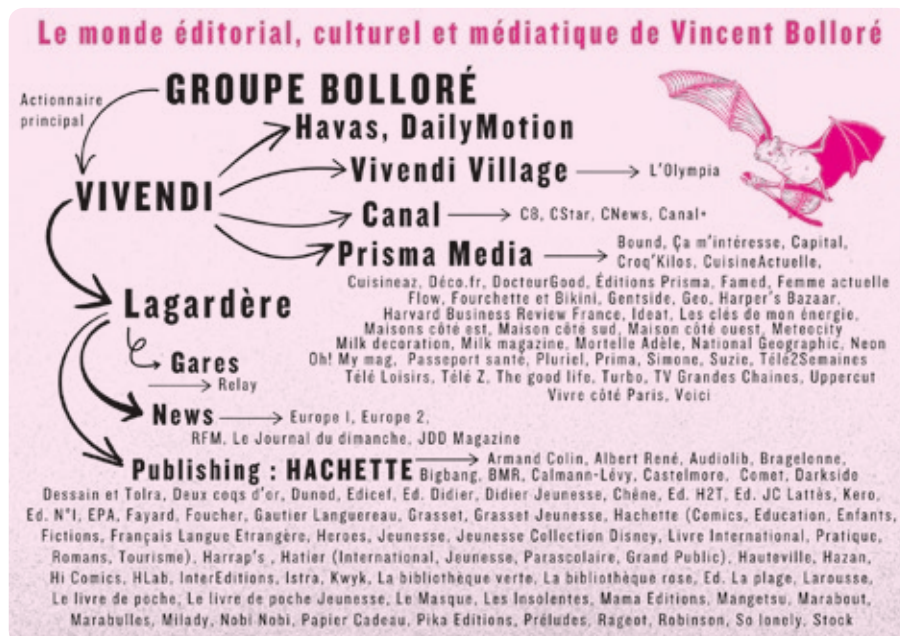 Le monde éditorial, culturel et médiatique de Vincent Bolloré
Actionnaire
principal
GROUPE BOLLORÉ
Havas, DailyMotion
Vivendi Village
L'Olympia
VIVENDI
Canal
C8, CStar, CNews, Canal+
Prisma Media
Bound, Ça m'intéresse, Capital,
Croq'Kilos, CuisineActuelle,
Cuisineaz, Déco.fr, DocteurGood, Éditions Prisma, Famed, Femme actuelle
Flow, Fourchette et Bikini, Gentside, Geo, Harper's Bazaar,
Harvard Business Review France, Ideat, Les clés de mon énergie,
Maisons côté est, Maison côté sud, Maison côté ouest, Meteocity
Milk decoration, Milk magazine, Mortelle Adèle, National Geographic, Neon
Oh! My mag, Passeport santé, Pluriel, Prima, Simone, Suzie, Télé2Semaines
Télé Loisirs, Télé Z, The good life, Turbo, TV Grandes Chaines, Uppercut
Vivre côté Paris, Voici
Lagardère
Gares
Relay
News
Europe 1, Europe 2,
RFM, Le Journal du dimanche, JDD Magazine
Publishing : HACHETTE
Armand Colin, Albert René, Audiolib, Bragelonne,
Bigbang, BMR, Calmann-Lévy, Castelmore, Comet, Darkside
Dessain et Tolra, Deux coqs d'or, Dunod, Edicef, Ed. Didier, Didier Jeunesse, Chêne, Ed. H2T, Ed. JC Lattès, Kero,
Ed. N°1, EPA, Fayard, Foucher, Gautier Languereau, Grasset, Grasset Jeunesse, Hachette (Comics, Education, Enfants,
Fictions, Français Langue Etrangère, Heroes, Jeunesse, Jeunesse Collection Disney, Livre International, Pratique,
Romans, Tourisme), Harrap's, Hatier (International, Jeunesse, Parascolaire, Grand Public), Hauteville, Hazan,
Hi Comics, HLab, InterEditions, Istra, Kwyk, La bibliothèque verte, La bibliothèque rose, Ed. La plage, Larousse,
Le livre de poche, Le livre de poche Jeunesse, Le Masque, Les Insolentes, Mama Editions, Mangetsu, Marabout,
Marabulles, Milady, Nobi Nobi, Papier Cadeau, Pika Editions, Préludes, Rageot, Robinson, So lonely, Stock